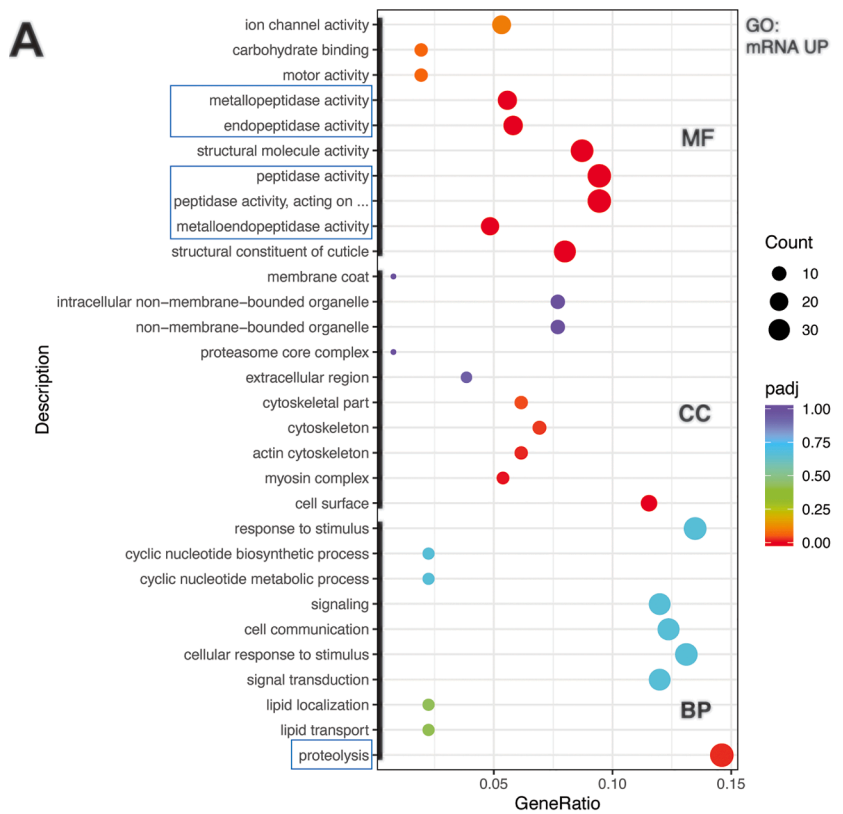 A
GO:
mRNA UP
ion channel activity
carbohydrate binding
motor activity
metallopeptidase activity
endopeptidase activity
MF
structural molecule activity
peptidase activity
peptidase activity, acting on ...
metalloendopeptidase activity
structural constituent of cuticle
membrane coat
intracellular non−membrane−bounded organelle
non−membrane−bounded organelle
proteasome core complex
extracellular region
cytoskeletal part
CC
cytoskeleton
actin cytoskeleton
myosin complex
cell surface
response to stimulus
cyclic nucleotide biosynthetic process
cyclic nucleotide metabolic process
signaling
cell communication
cellular response to stimulus
signal transduction
lipid localization
BP
lipid transport
proteolysis
Description
0.05
0.10
0.15
GeneRatio
Count
10
20
30
padj
1.00
0.75
0.50
0.25
0.00